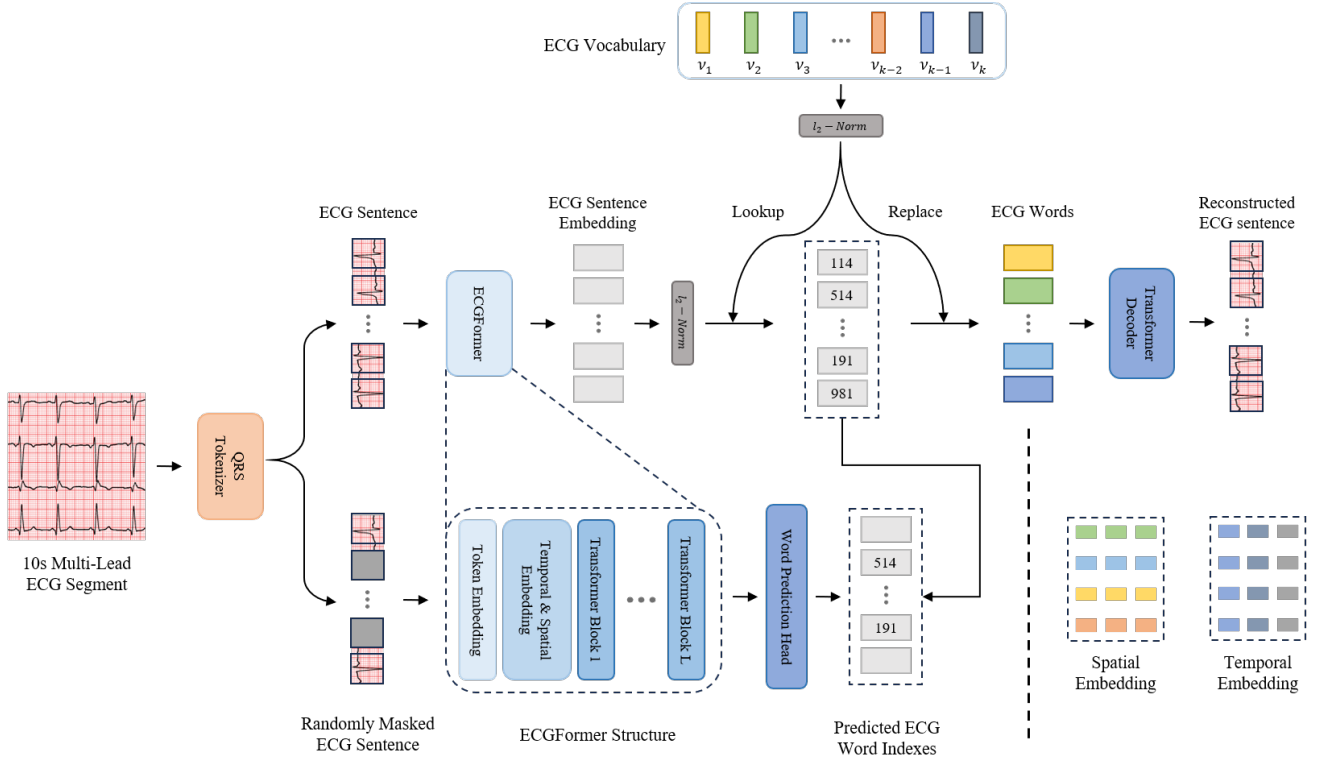 ECG Vocabulary
v₁ v₂ v₃ ... vₖ₋₂ vₖ₋₁ vₖ
l₂ − Norm
ECG Sentence
ECG Sentence
Embedding
Lookup
Replace
ECG Words
Reconstructed
ECG sentence
ECGFormer
l₂ − Norm
114
514
191
981
Transformer
Decoder
10s Multi-Lead
ECG Segment
QRS
Tokenizer
Token Embedding
Temporal & Spatial
Embedding
Transformer Block 1
Transformer Block L
Word Prediction Head
514
191
Randomly Masked
ECG Sentence
ECGFormer Structure
Predicted ECG
Word Indexes
Spatial
Embedding
Temporal
Embedding